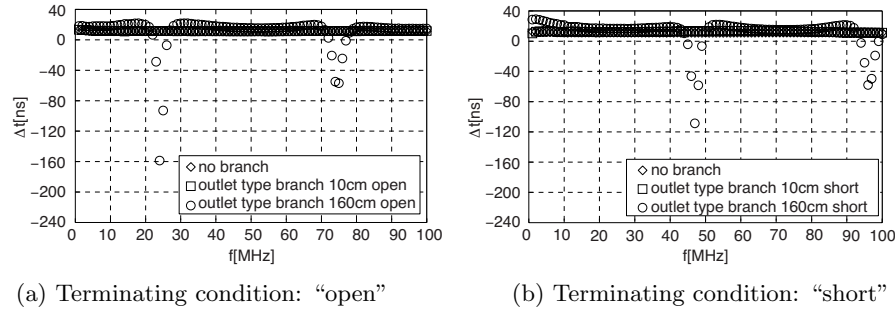 40
0
−40
−80
−120
−160
−200
−240
Δt[ns]
no branch
outlet type branch 10cm open
outlet type branch 160cm open
0 10 20 30 40 50 60 70 80 90 100
f[MHz]
(a) Terminating condition: “open”
40
0
−40
−80
−120
−160
−200
−240
Δt[ns]
no branch
outlet type branch 10cm short
outlet type branch 160cm short
0 10 20 30 40 50 60 70 80 90 100
f[MHz]
(b) Terminating condition: “short”